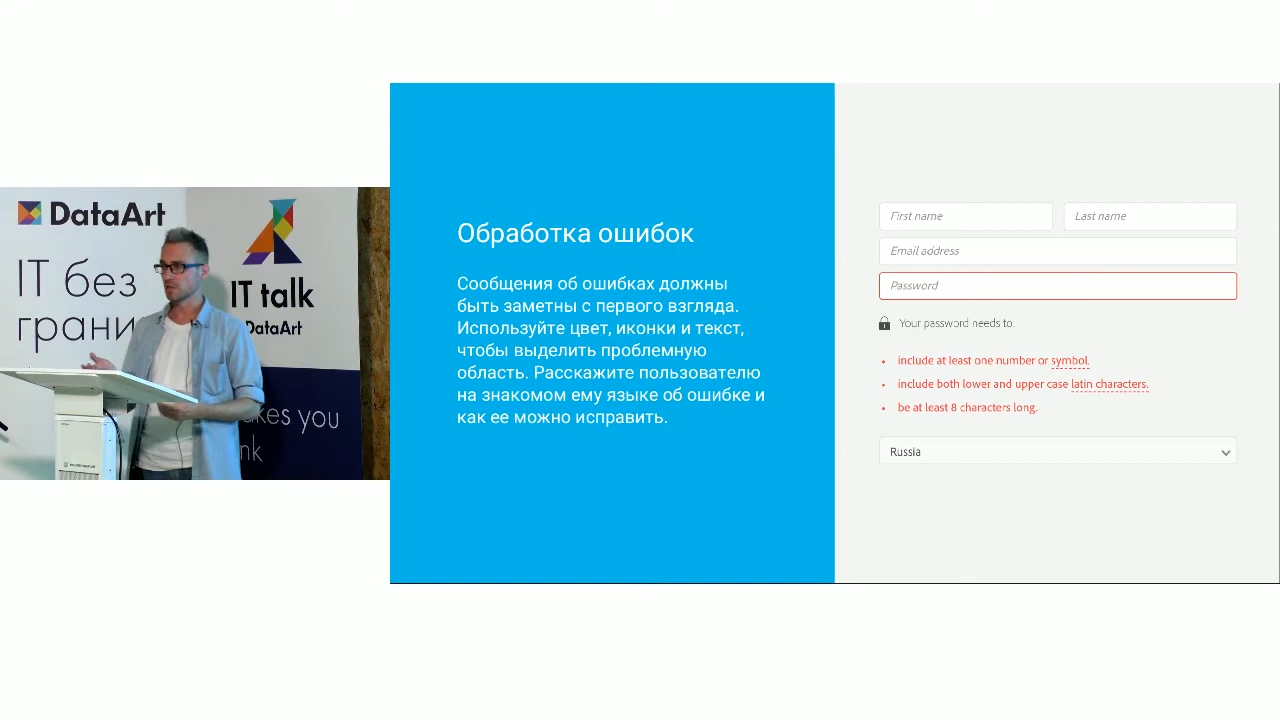 DataArt
IT без
грани
IT talk
DataArt
akes you
nk
Обработка ошибок
Сообщения об ошибках должны
быть заметны с первого взгляда.
Используйте цвет, иконки и текст,
чтобы выделить проблемную
область. Расскажите пользователю
на знакомом ему языке об ошибке и
как ее можно исправить.
First name
Last name
Email address
Password
Your password needs to.
include at least one number or symbol.
include both lower and upper case latin characters.
be at least 8 characters long.
Russia